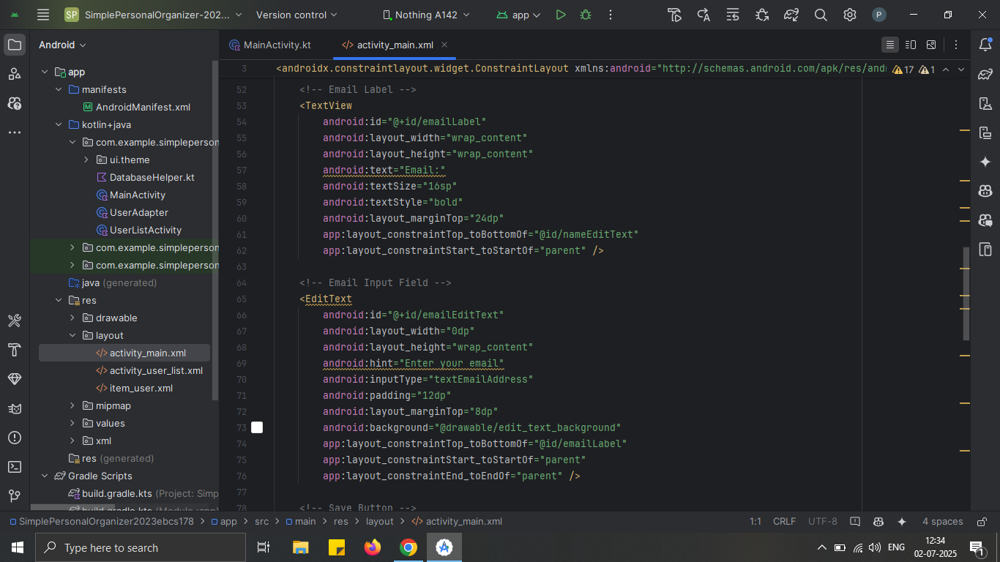 SP SimplePersonalOrganizer-202... Version control Nothing A142 app P
Android
MainActivity.kt activity_main.xml
app
manifests
AndroidManifest.xml
kotlin+java
com.example.simpleperson
ui.theme
DatabaseHelper.kt
MainActivity
UserAdapter
UserListActivity
com.example.simpleperson
com.example.simpleperson
java (generated)
res
drawable
layout
activity_main.xml
activity_user_list.xml
item_user.xml
mipmap
values
xml
res (generated)
Gradle Scripts
build.gradle.kts (Project: Simp
build.gradle.kts (Module :app)
3 <androidx.constraintlayout.widget.ConstraintLayout xmlns:android="http://schemas.android.com/apk/res/andr 17 1
52 <!-- Email Label -->
53 <TextView
54 android:id="@+id/emailLabel"
55 android:layout_width="wrap_content"
56 android:layout_height="wrap_content"
57 android:text="Email:"
58 android:textSize="16sp"
59 android:textStyle="bold"
60 android:layout_marginTop="24dp"
61 app:layout_constraintTop_toBottomOf="@id/nameEditText"
62 app:layout_constraintStart_toStartOf="parent" />
63
64 <!-- Email Input Field -->
65 <EditText
66 android:id="@+id/emailEditText"
67 android:layout_width="0dp"
68 android:layout_height="wrap_content"
69 android:hint="Enter your email"
70 android:inputType="textEmailAddress"
71 android:padding="12dp"
72 android:layout_marginTop="8dp"
73 android:background="@drawable/edit_text_background"
74 app:layout_constraintTop_toBottomOf="@id/emailLabel"
75 app:layout_constraintStart_toStartOf="parent"
76 app:layout_constraintEnd_toEndOf="parent" />
77
78 <!-- Save Button -->
SimplePersonalOrganizer2023ebcs178 > app > src > main > res > layout > activity_main.xml 1:1 CRLF UTF-8 4 spaces
Type here to search ENG 12:34
02-07-2025 1